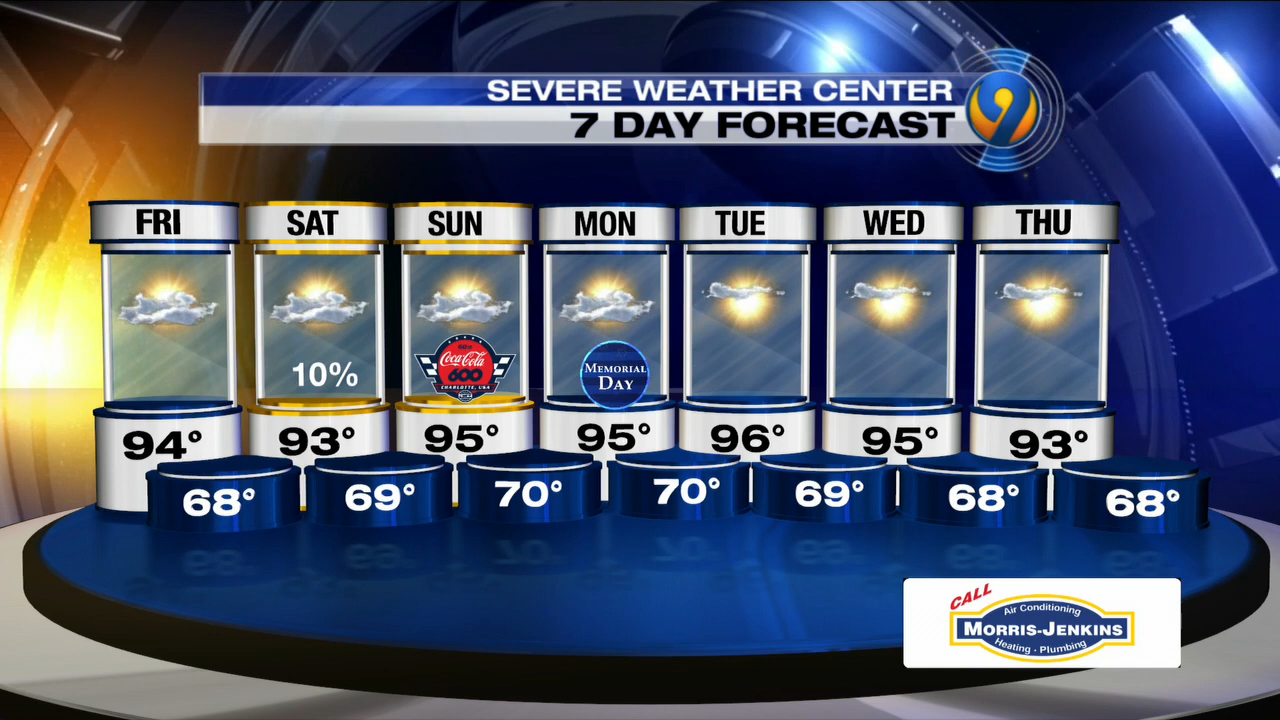 SEVERE WEATHER CENTER
9
7 DAY FORECAST
FRI SAT SUN MON TUE WED THU
10%
Coca-Cola
600
CHARLOTTE, USA
MEMORIAL
DAY
94° 93° 95° 95° 96° 95° 93°
68° 69° 70° 70° 69° 68° 68°
CALL
Air Conditioning
MORRIS-JENKINS
Heating · Plumbing